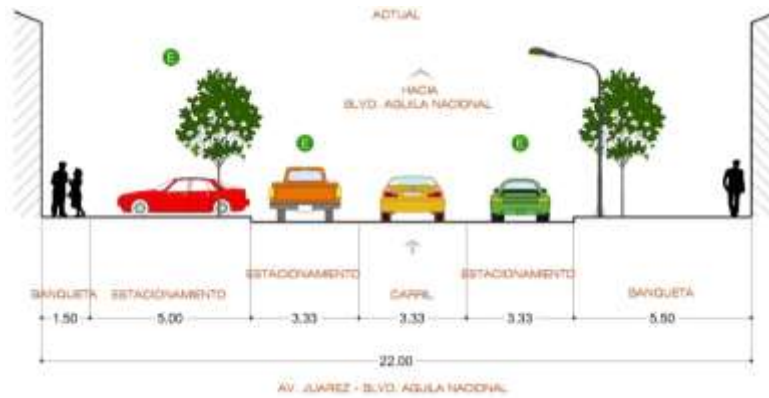 ACTUAL
E
HACIA
BLVD. AGUILA NACIONAL
E
E
ESTACIONAMIENTO
ESTACIONAMIENTO
BANQUETA
ESTACIONAMIENTO
CARRIL
BANQUETA
1.50
5.00
3.33
3.33
3.33
5.50
22.00
AV. JUAREZ - BLVD. AGUILA NACIONAL